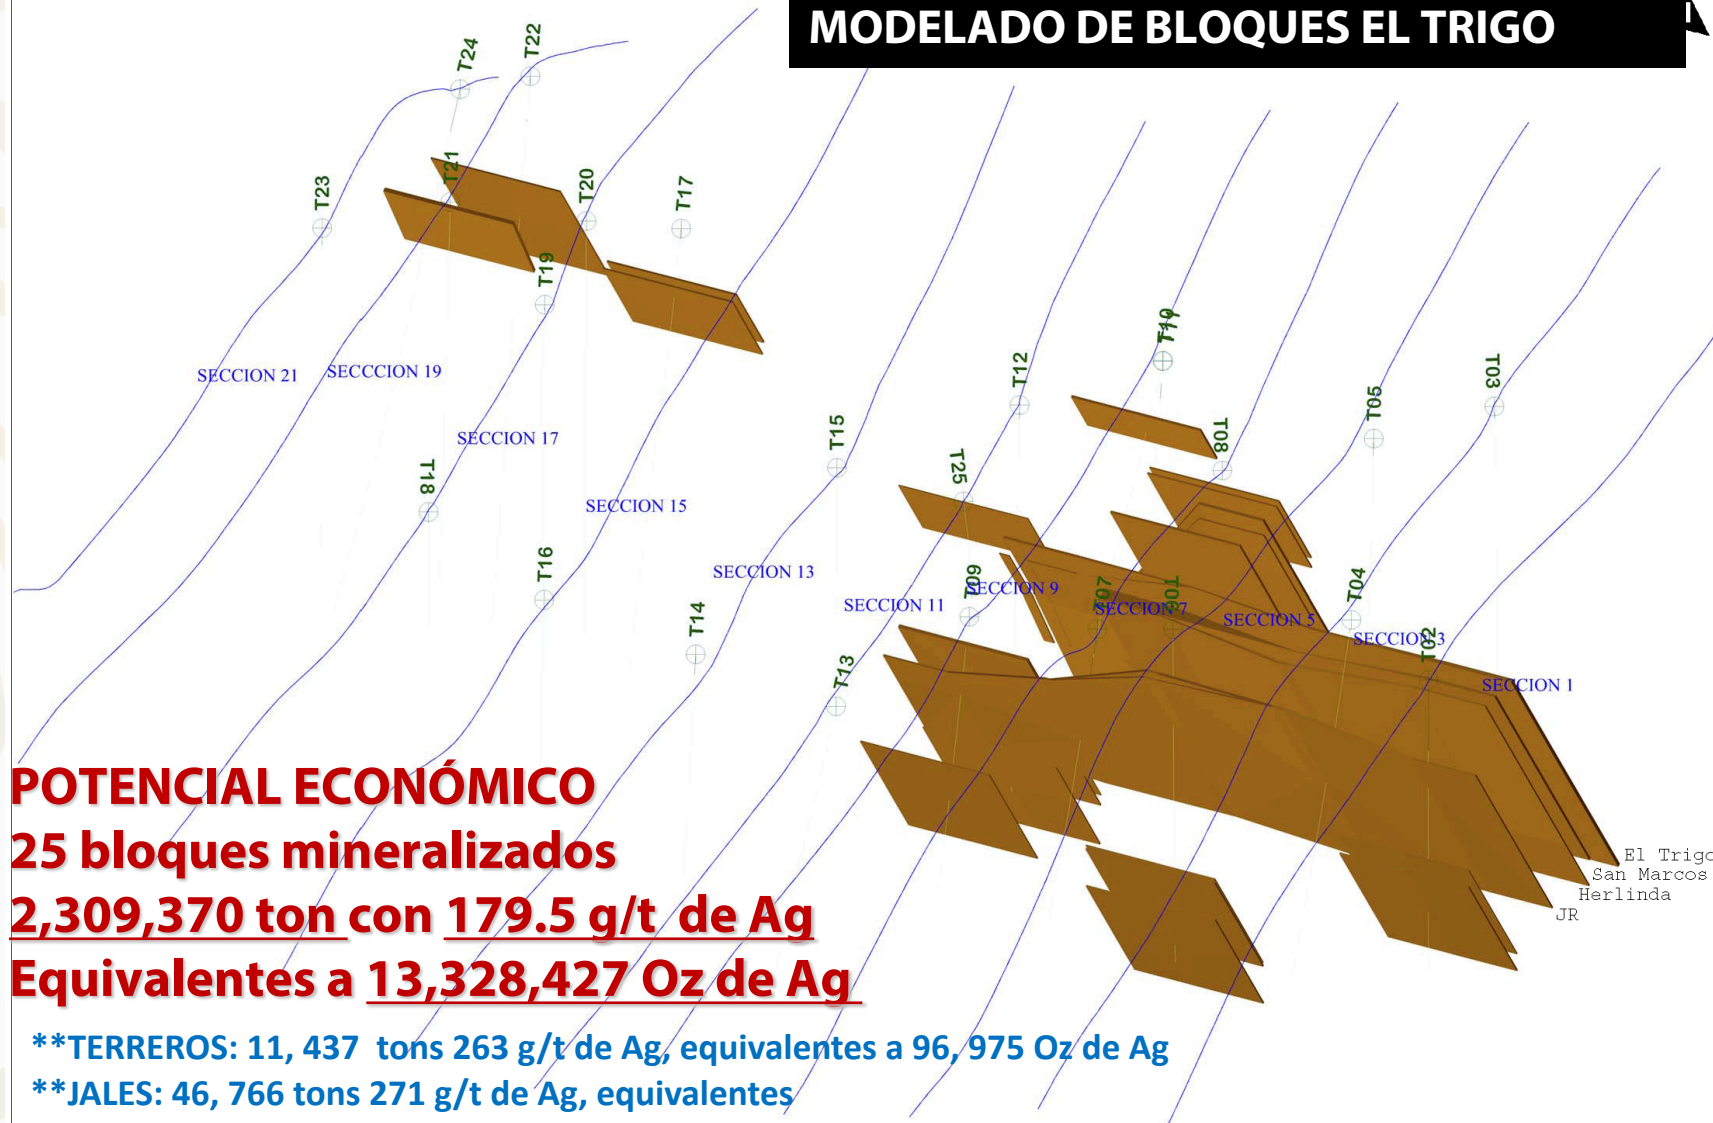 MODELADO DE BLOQUES EL TRIGO
T24
T22
T21
T23
T20
T17
T19
T10
T12
T03
T05
SECCION 21
SECCCION 19
T15
T08
SECCION 17
T25
T18
SECCION 15
T16
SECCION 13
T09
SECCION 9
T07
T06
T04
SECCION 11
SECCION 7
SECCION 5
T14
SECCION 3
T02
T13
SECCION 1
POTENCIAL ECONÓMICO
25 bloques mineralizados
2,309,370 ton con 179.5 g/t de Ag
Equivalentes a 13,328,427 Oz de Ag
El Trigo
San Marcos
Herlinda
JR
**TERREROS: 11, 437 tons 263 g/t de Ag, equivalentes a 96, 975 Oz de Ag
**JALES: 46, 766 tons 271 g/t de Ag, equivalentes